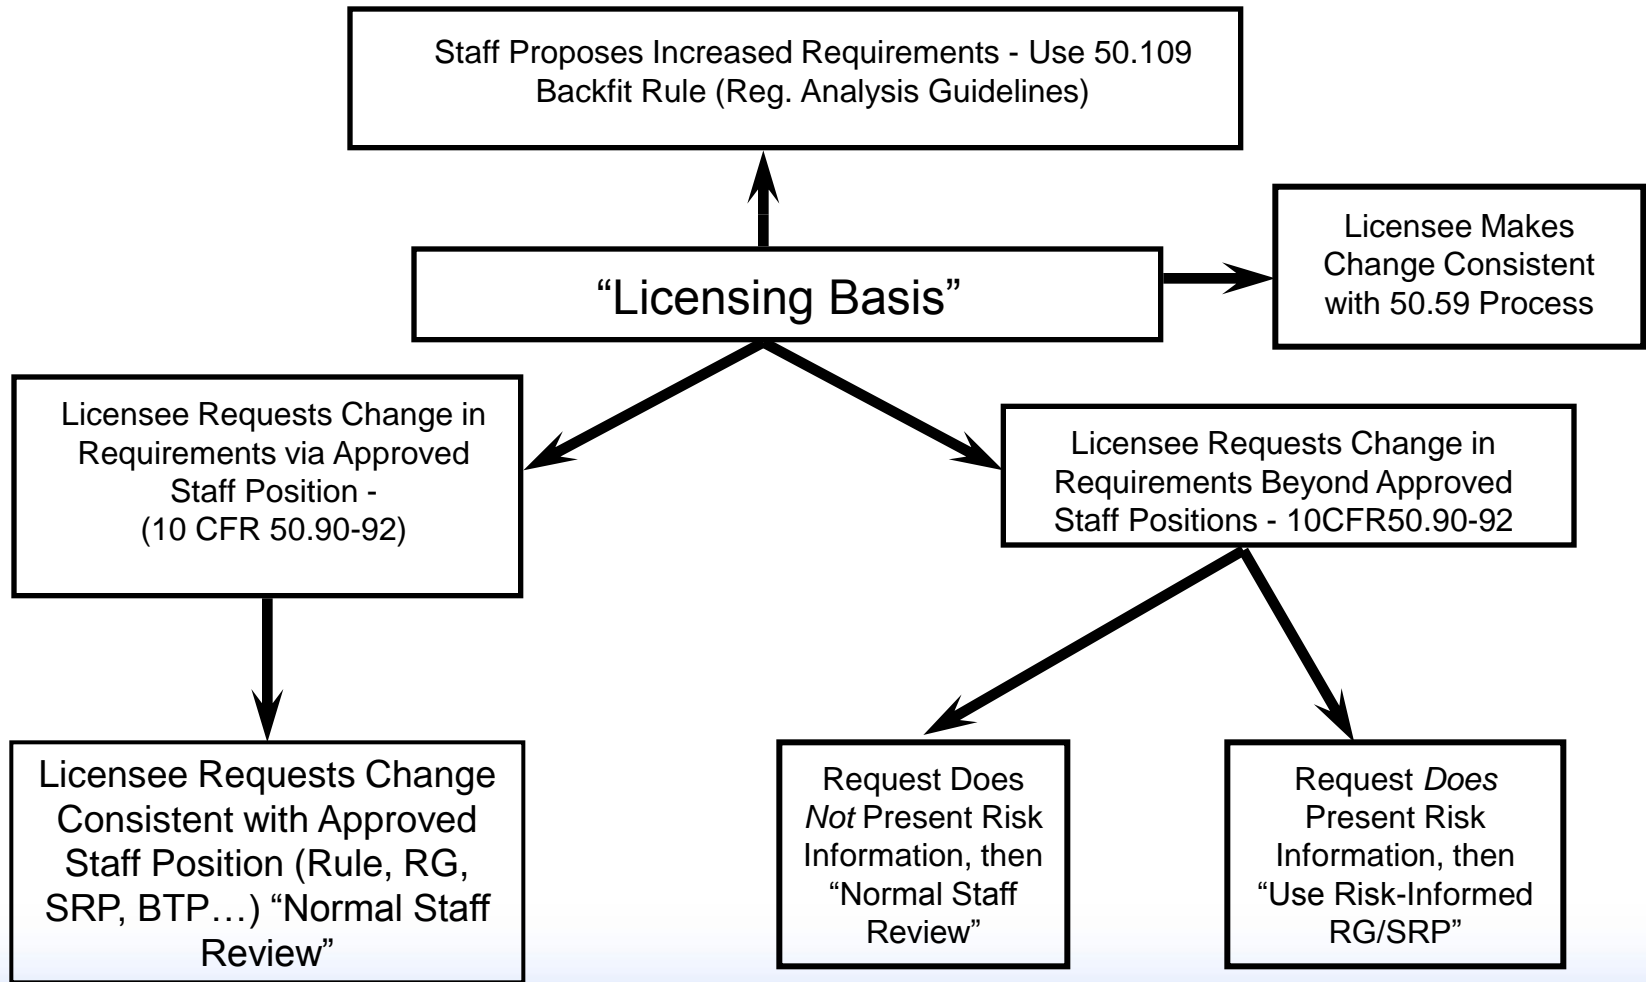 Staff Proposes Increased Requirements - Use 50.109
Backfit Rule (Reg. Analysis Guidelines)
Licensee Makes
Change Consistent
with 50.59 Process
“Licensing Basis”
Licensee Requests Change in
Requirements via Approved
Staff Position -
(10 CFR 50.90-92)
Licensee Requests Change in
Requirements Beyond Approved
Staff Positions - 10CFR50.90-92
Licensee Requests Change
Consistent with Approved
Staff Position (Rule, RG,
SRP, BTP…) “Normal Staff
Review”
Request Does
Not Present Risk
Information, then
“Normal Staff
Review”
Request Does
Present Risk
Information, then
“Use Risk-Informed
RG/SRP”